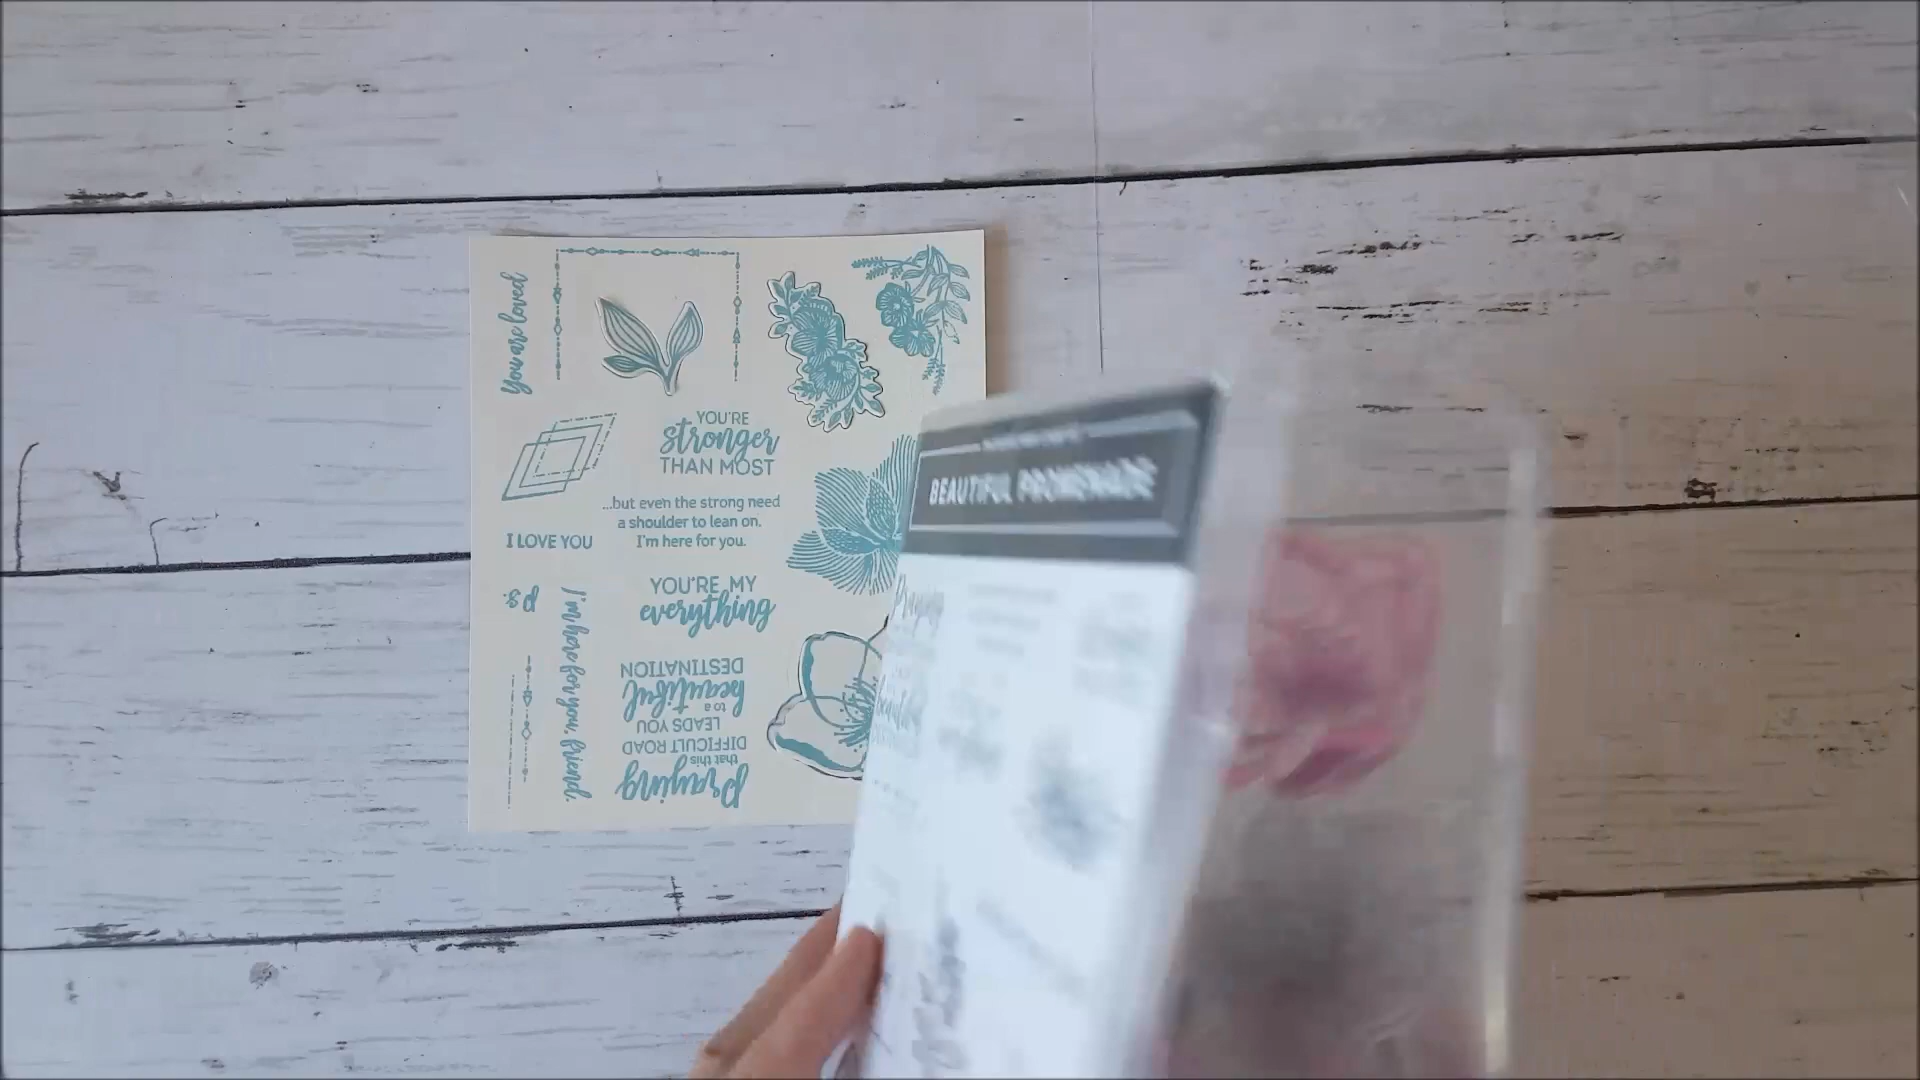 You are loved
YOU'RE
stronger
THAN MOST
...but even the strong need
a shoulder to lean on.
I'm here for you.
I LOVE YOU
p.s.
I'm here for you, friend.
YOU'RE MY
everything
praying
that this
DIFFICULT ROAD
LEADS YOU
to a
beautiful
DESTINATION
BEAUTIFUL PROMENADE
Praying
beautiful